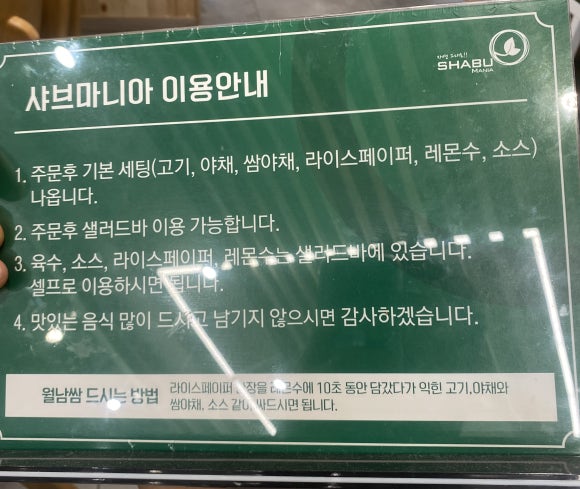 SHABU
MANIA
샤브마니아 이용안내
1. 주문후 기본 세팅(고기, 야채, 쌈야채, 라이스페이퍼, 레몬수, 소스)
나옵니다.
2. 주문후 샐러드바 이용 가능합니다.
3. 육수, 소스, 라이스페이퍼, 레몬수는 샐러드바에 있습니다.
셀프로 이용하시면 됩니다.
4. 맛있는 음식 많이 드시고 남기지 않으시면 감사하겠습니다.
월남쌈 드시는 방법
라이스페이퍼 장을 레몬수에 10초 동안 담갔다가 익힌 고기,야채와
쌈야채, 소스 같이 싸드시면 됩니다.